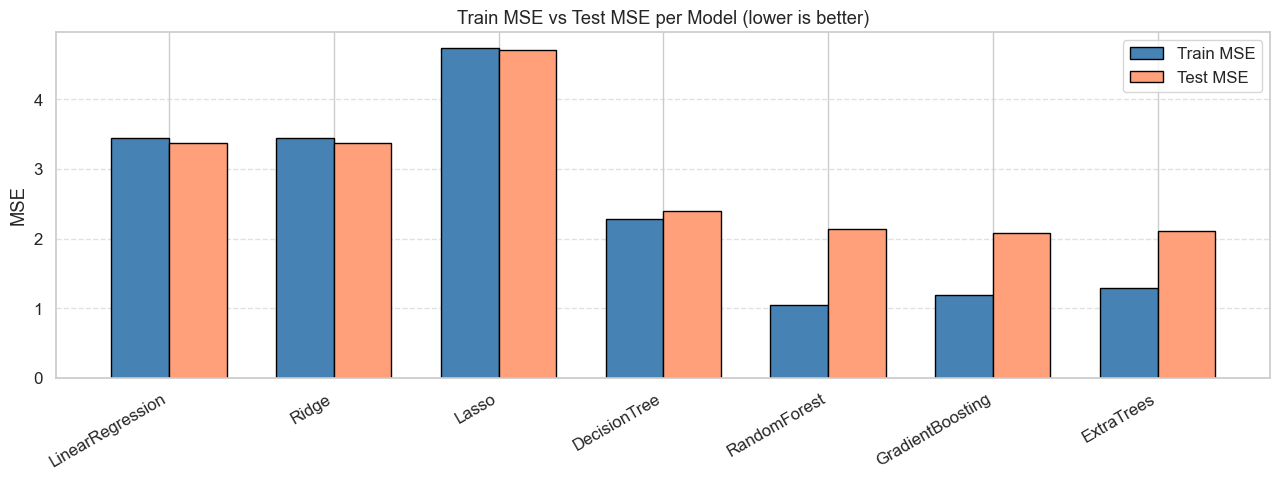 Train MSE vs Test MSE per Model (lower is better)
Train MSE
Test MSE
MSE
4
3
2
1
0
LinearRegression
Ridge
Lasso
DecisionTree
RandomForest
GradientBoosting
ExtraTrees